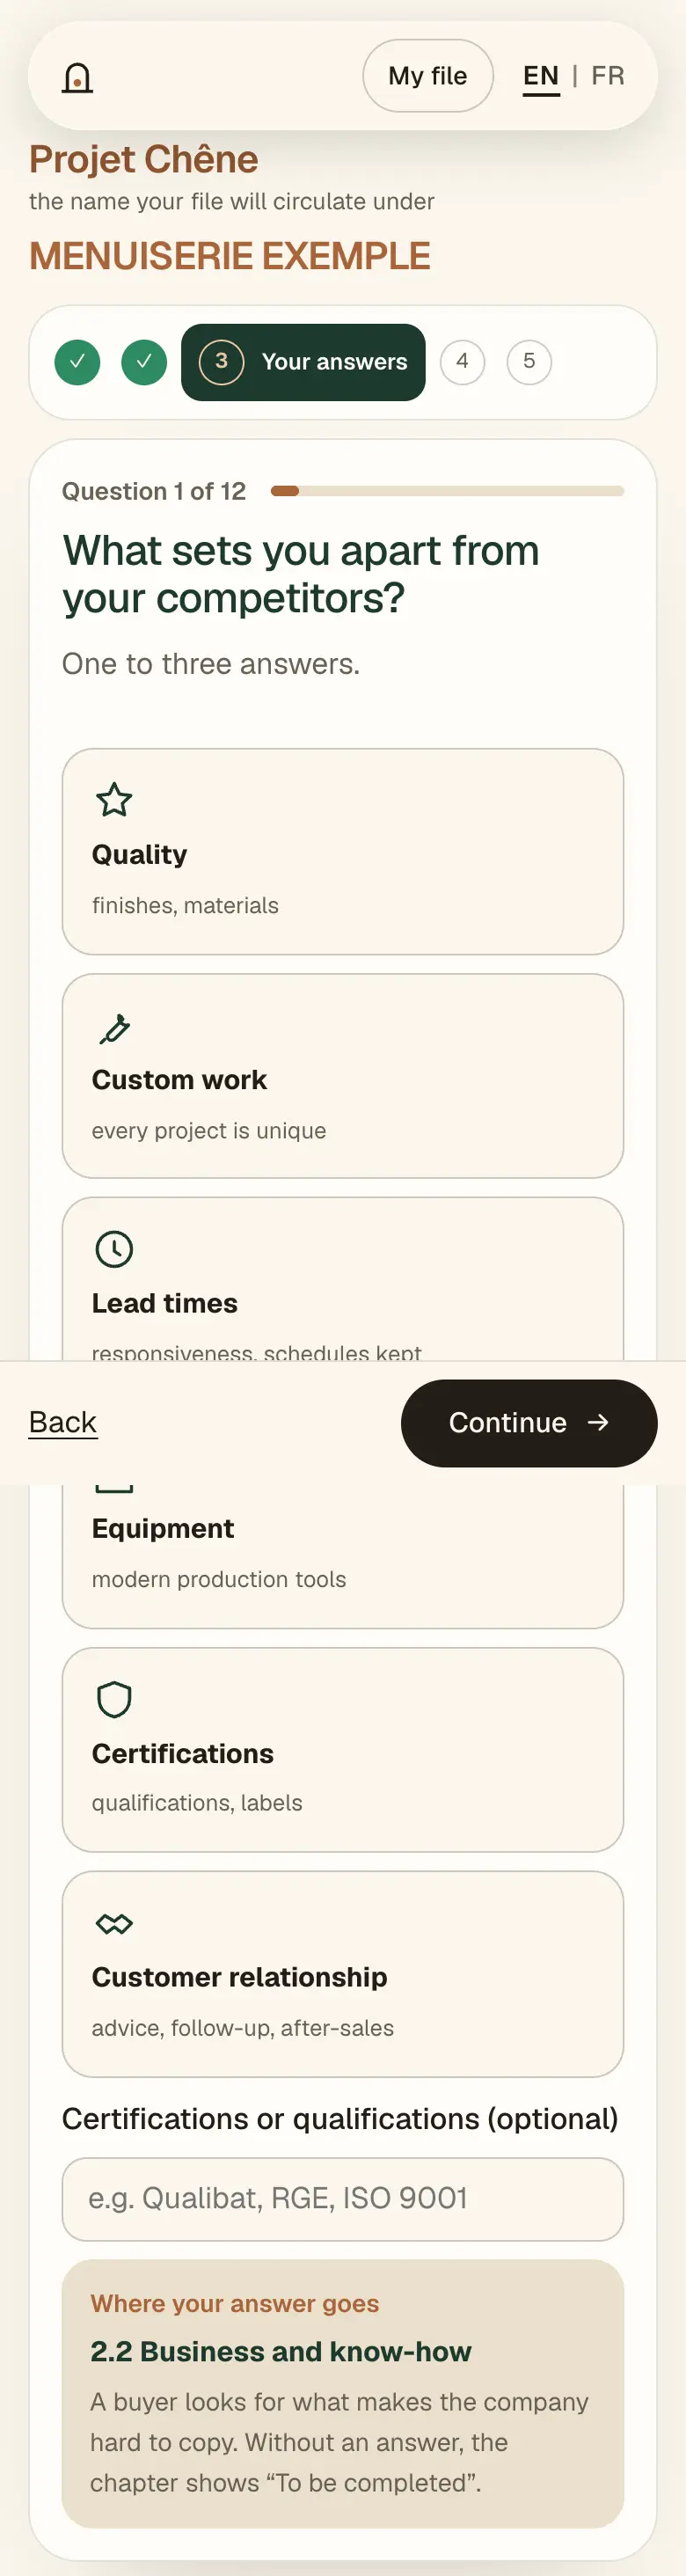 My file
EN | FR
Projet Chêne
the name your file will circulate under
MENUISERIE EXEMPLE
3 Your answers 4 5
Question 1 of 12
What sets you apart from
your competitors?
One to three answers.
Quality
finishes, materials
Custom work
every project is unique
Lead times
responsiveness, schedules kept
Back
Continue →
Equipment
modern production tools
Certifications
qualifications, labels
Customer relationship
advice, follow-up, after-sales
Certifications or qualifications (optional)
e.g. Qualibat, RGE, ISO 9001
Where your answer goes
2.2 Business and know-how
A buyer looks for what makes the company
hard to copy. Without an answer, the
chapter shows “To be completed”.